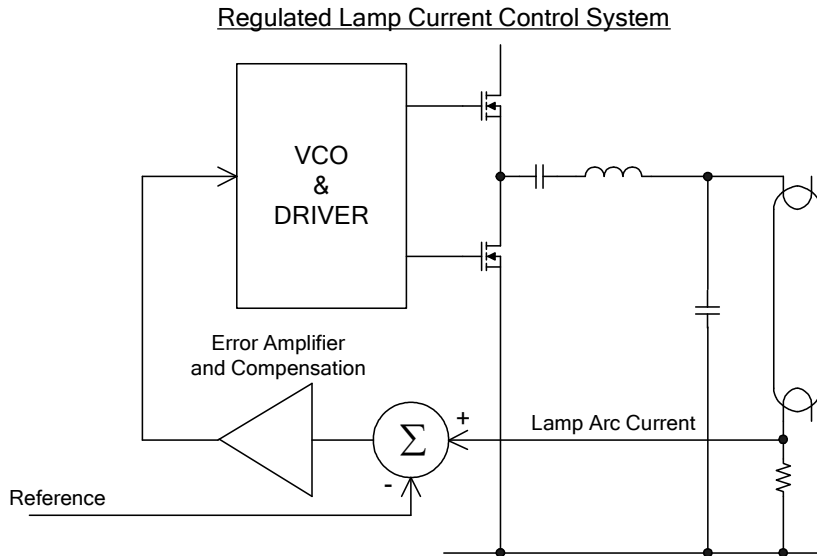 Regulated Lamp Current Control System
VCO
&
DRIVER
Error Amplifier
and Compensation
Σ
+
Lamp Arc Current
-
Reference